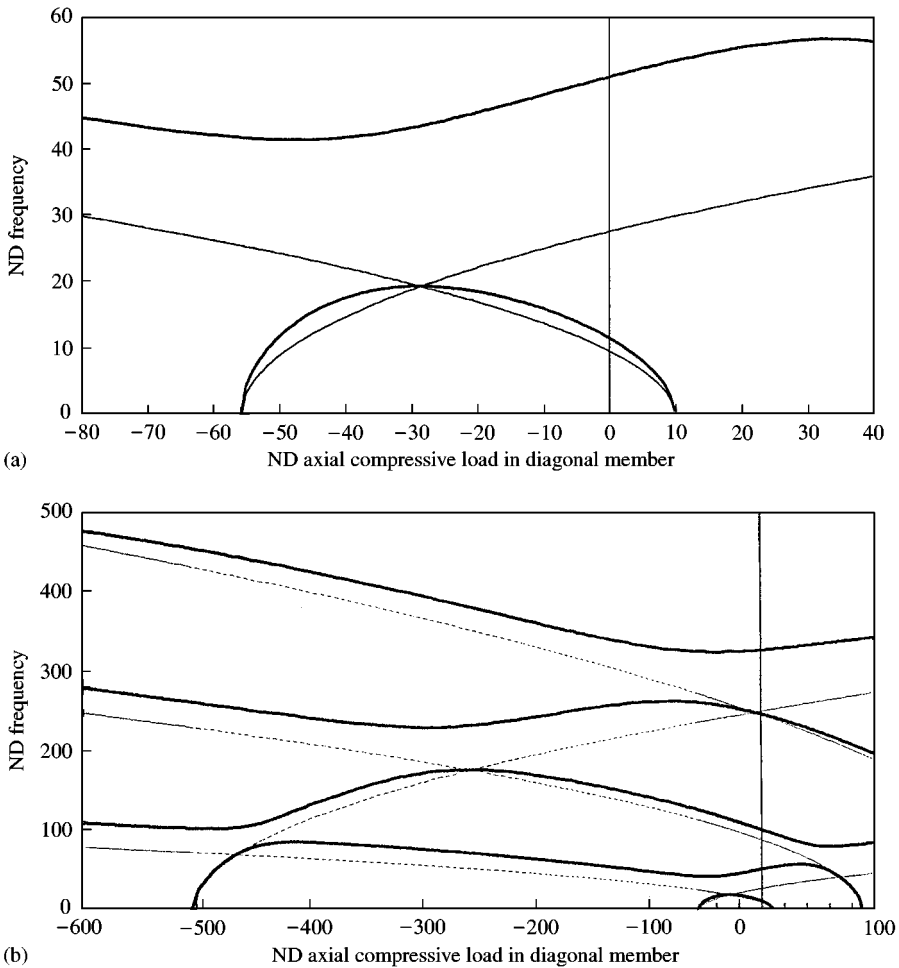 60
50
40
30
20
10
0
ND frequency
−80 −70 −60 −50 −40 −30 −20 −10 0 10 20 30 40
(a) ND axial compressive load in diagonal member
500
400
300
200
100
0
ND frequency
−600 −500 −400 −300 −200 −100 0 100
(b) ND axial compressive load in diagonal member